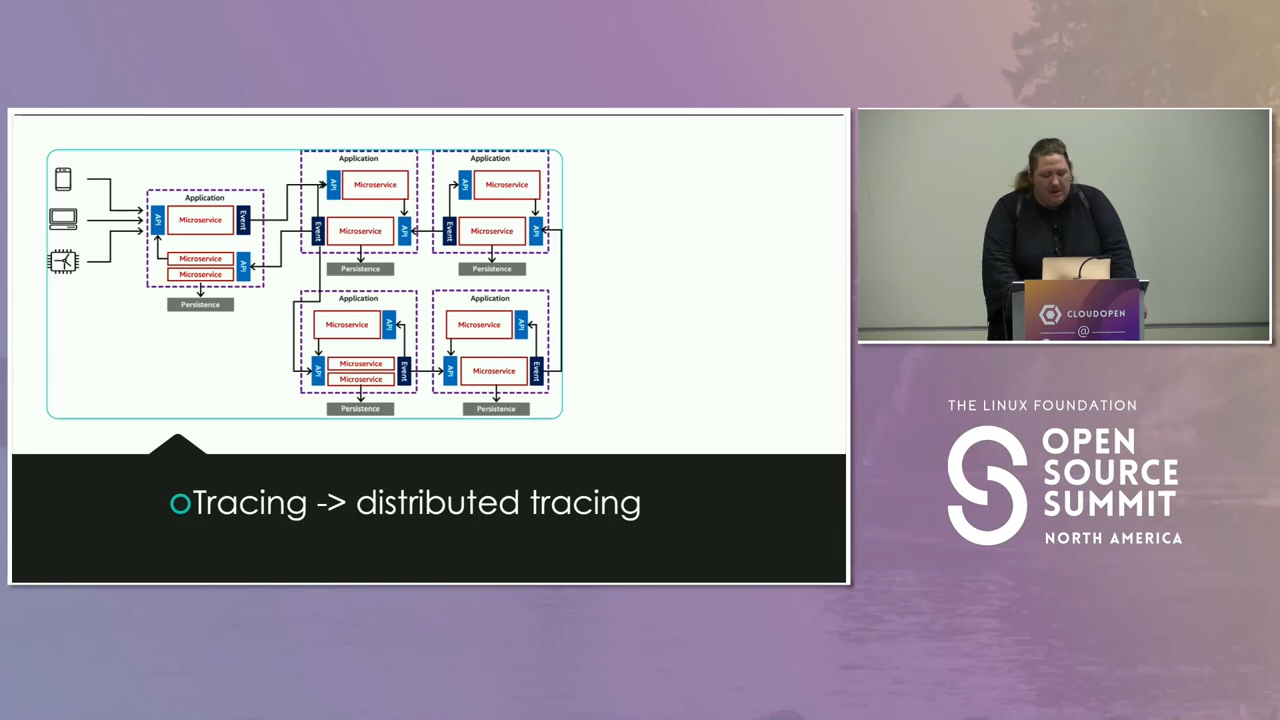 Application
API
Microservice
Event
Microservice
Microservice
API
Persistence
Application
API
Microservice
Event
Microservice
API
Persistence
Application
API
Microservice
Event
Microservice
API
Persistence
Application
Microservice
API
API
Microservice
Microservice
Event
Persistence
Application
Microservice
API
API
Microservice
Event
Persistence
Tracing -> distributed tracing
CLOUDOPEN
@
THE LINUX FOUNDATION
OPEN
SOURCE
SUMMIT
NORTH AMERICA